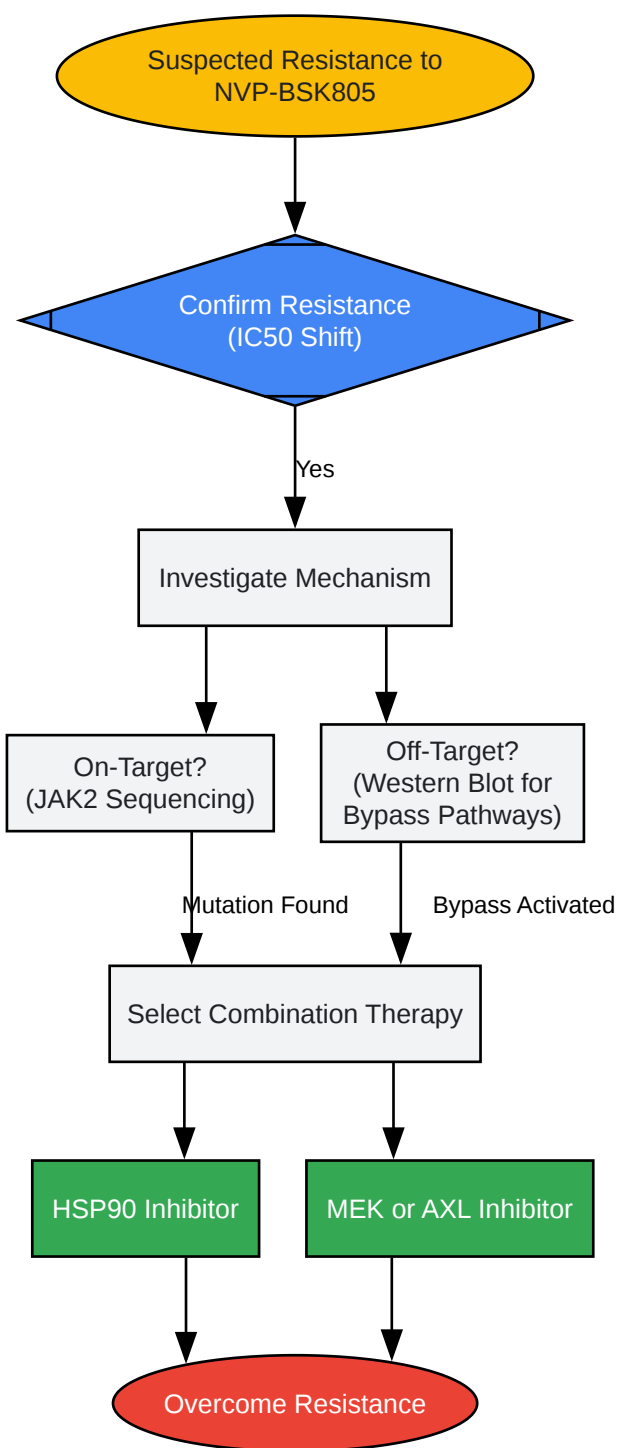 Suspected Resistance to
NVP-BSK805
Confirm Resistance
(IC50 Shift)
Yes
Investigate Mechanism
On-Target?
(JAK2 Sequencing)
Off-Target?
(Western Blot for
Bypass Pathways)
Mutation Found
Bypass Activated
Select Combination Therapy
HSP90 Inhibitor
MEK or AXL Inhibitor
Overcome Resistance